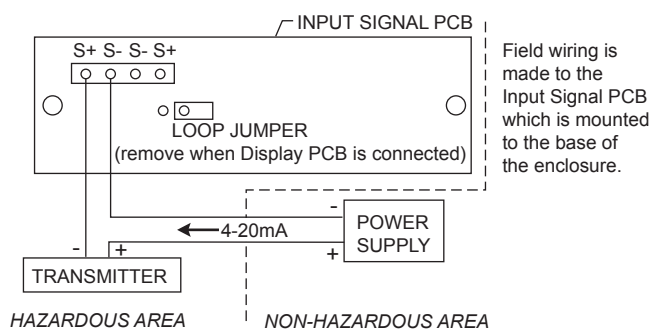 INPUT SIGNAL PCB
S+ S- S- S+
LOOP JUMPER
(remove when Display PCB is connected)
Field wiring is
made to the
Input Signal PCB
which is mounted
to the base of
the enclosure.
-
POWER
SUPPLY
+
4-20mA
- +
TRANSMITTER
HAZARDOUS AREA
NON-HAZARDOUS AREA